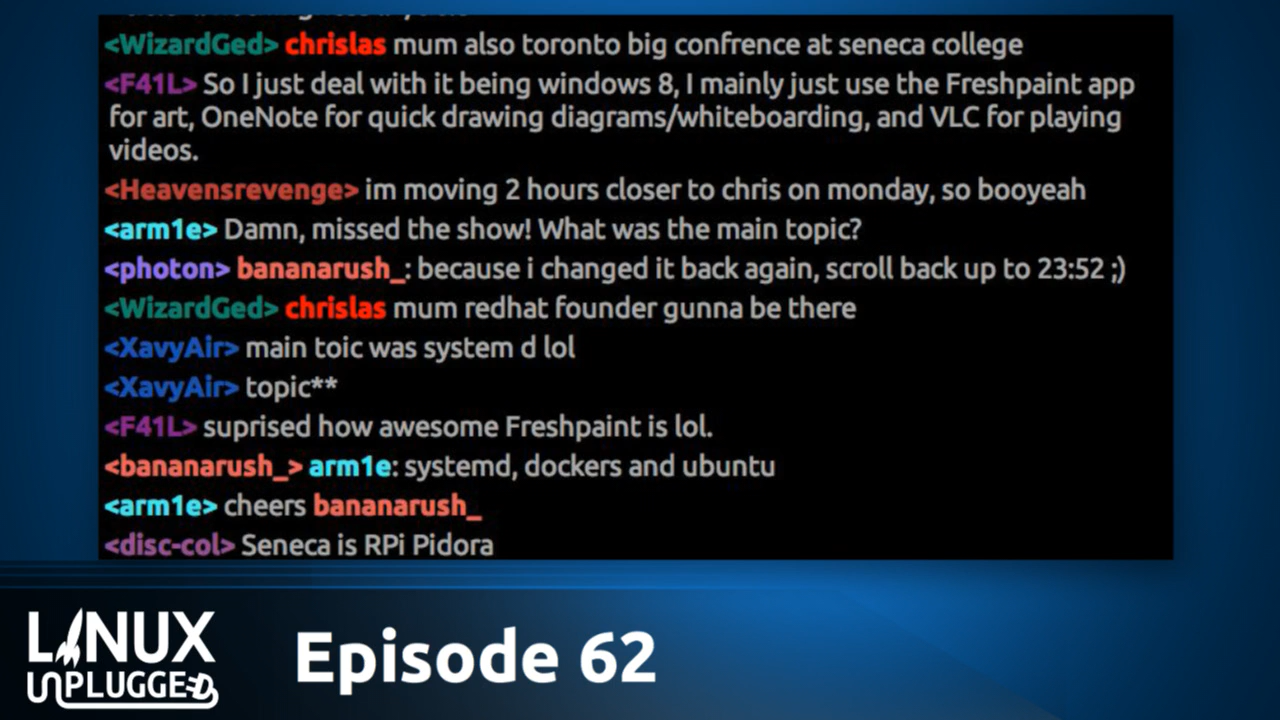 <WizardGed> chrislas mum also toronto big confrence at seneca college
<F41L> So I just deal with it being windows 8, I mainly just use the Freshpaint app
for art, OneNote for quick drawing diagrams/whiteboarding, and VLC for playing
videos.
<Heavensrevenge> im moving 2 hours closer to chris on monday, so booyeah
<arm1e> Damn, missed the show! What was the main topic?
<photon> bananarush_: because i changed it back again, scroll back up to 23:52 ;)
<WizardGed> chrislas mum redhat founder gunna be there
<XavyAir> main toic was system d lol
<XavyAir> topic**
<F41L> suprised how awesome Freshpaint is lol.
<bananarush_> arm1e: systemd, dockers and ubuntu
<arm1e> cheers bananarush_
<disc-col> Seneca is RPi Pidora
LINUX
UNPLUGGED
Episode 62